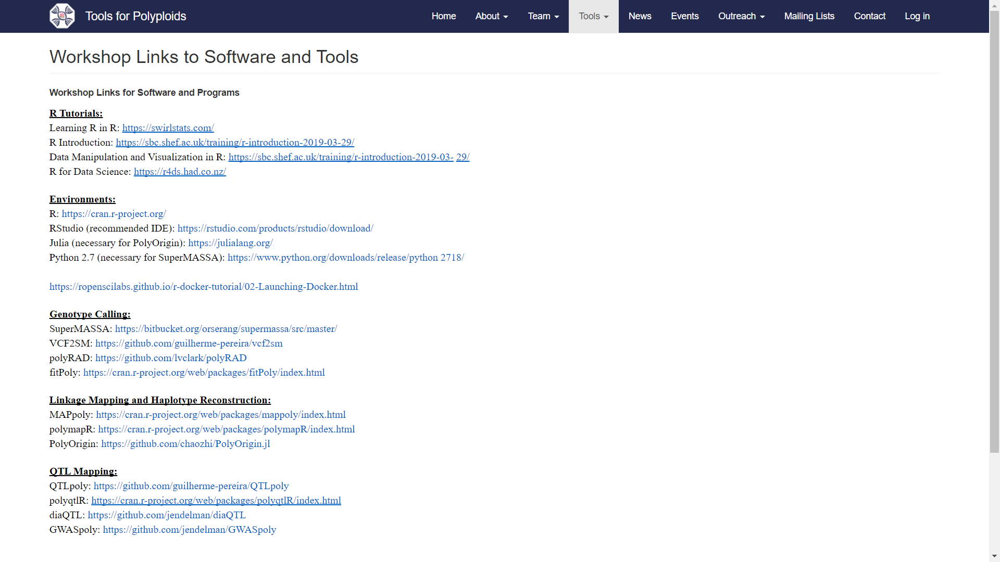 Tools for Polyploids
Home About Team Tools News Events Outreach Mailing Lists Contact Log in
Workshop Links to Software and Tools
Workshop Links for Software and Programs
R Tutorials:
Learning R in R: https://swirlstats.com/
R Introduction: https://sbc.shef.ac.uk/training/r-introduction-2019-03-29/
Data Manipulation and Visualization in R: https://sbc.shef.ac.uk/training/r-introduction-2019-03- 29/
R for Data Science: https://r4ds.had.co.nz/
Environments:
R: https://cran.r-project.org/
RStudio (recommended IDE): https://rstudio.com/products/rstudio/download/
Julia (necessary for PolyOrigin): https://julialang.org/
Python 2.7 (necessary for SuperMASSA): https://www.python.org/downloads/release/python 2718/
https://ropenscilabs.github.io/r-docker-tutorial/02-Launching-Docker.html
Genotype Calling:
SuperMASSA: https://bitbucket.org/orserang/supermassa/src/master/
VCF2SM: https://github.com/guilherme-pereira/vcf2sm
polyRAD: https://github.com/lvclark/polyRAD
fitPoly: https://cran.r-project.org/web/packages/fitPoly/index.html
Linkage Mapping and Haplotype Reconstruction:
MAPpoly: https://cran.r-project.org/web/packages/mappoly/index.html
polymapR: https://cran.r-project.org/web/packages/polymapR/index.html
PolyOrigin: https://github.com/chaozhi/PolyOrigin.jl
QTL Mapping:
QTLpoly: https://github.com/guilherme-pereira/QTLpoly
polyqtlR: https://cran.r-project.org/web/packages/polyqtlR/index.html
diaQTL: https://github.com/jendelman/diaQTL
GWASpoly: https://github.com/jendelman/GWASpoly